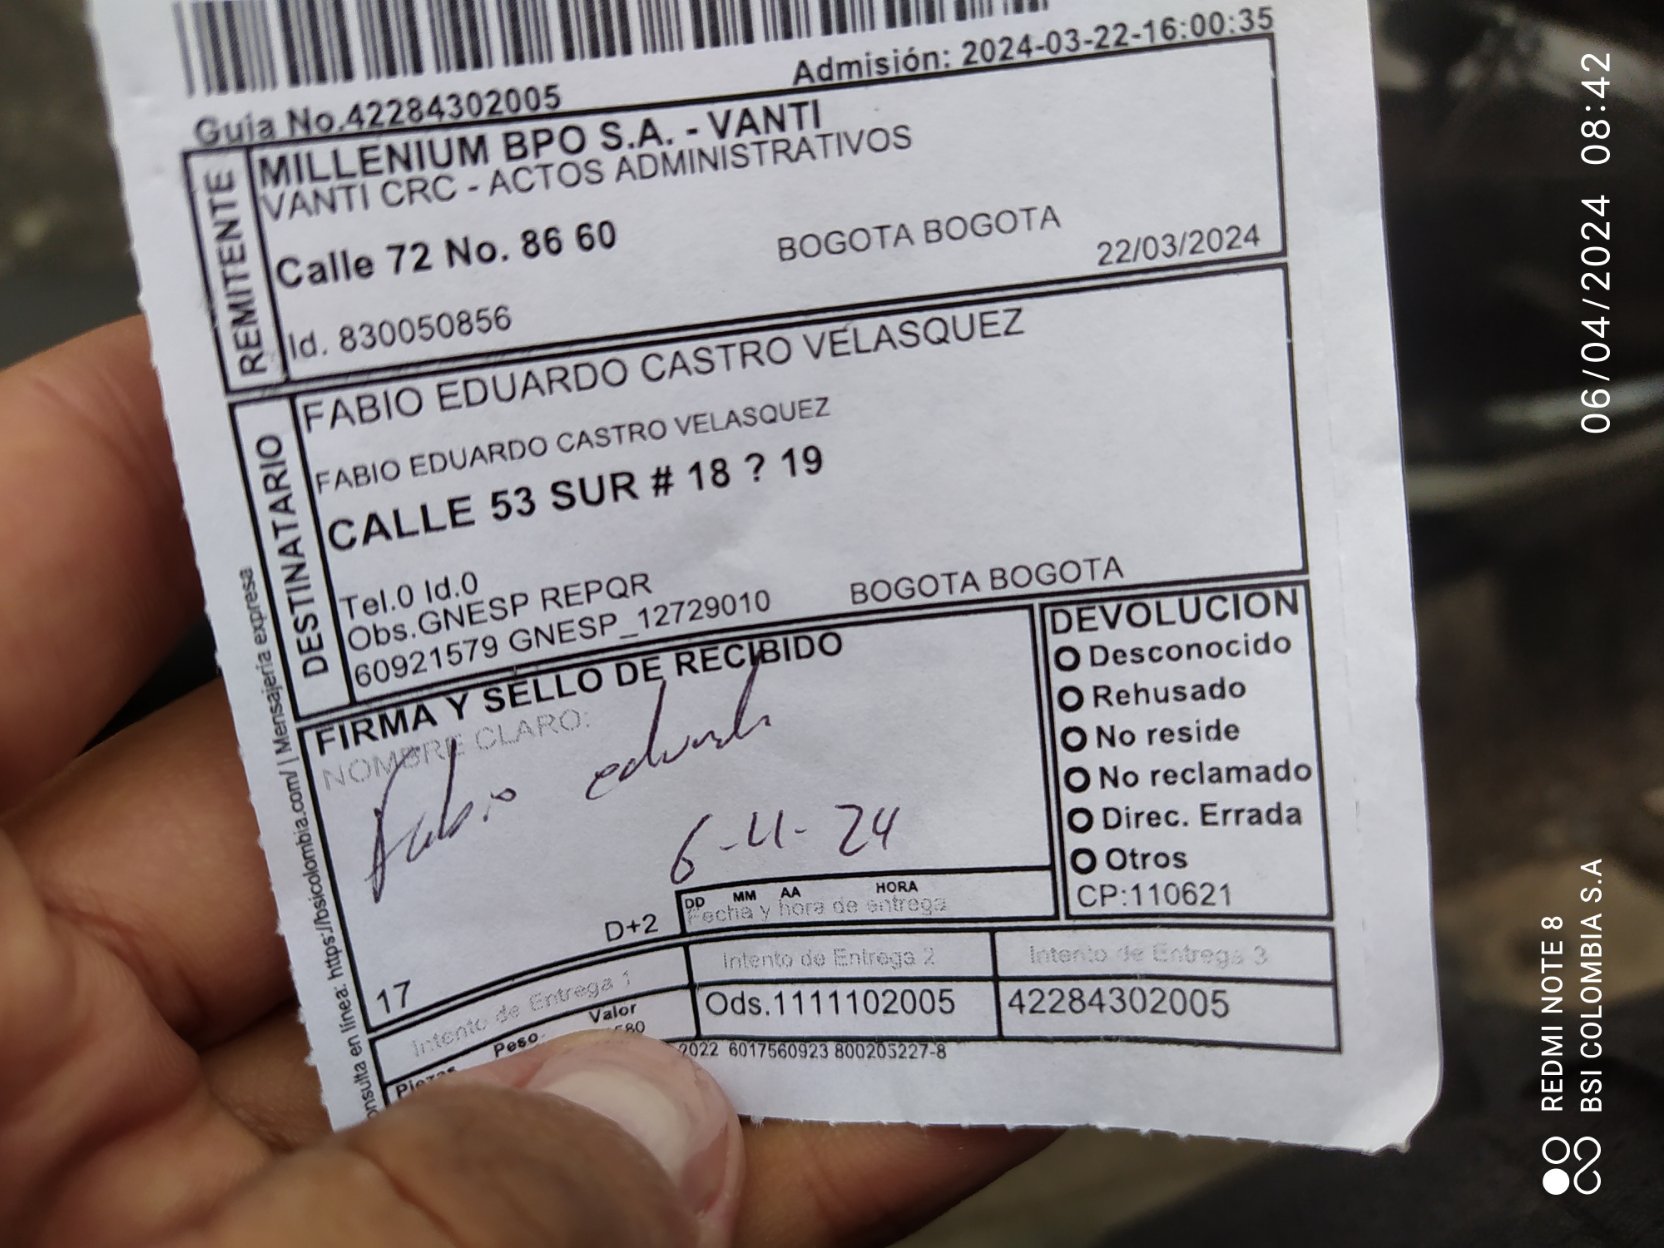 Admisión: 2024-03-22-16:00:35
Guia No.42284302005
REMITENTE
MILLENIUM BPO S.A. - VANTI
VANTI CRC - ACTOS ADMINISTRATIVOS
Calle 72 No. 86 60
BOGOTA BOGOTA
22/03/2024
Id. 830050856
DESTINATARIO
FABIO EDUARDO CASTRO VELASQUEZ
FABIO EDUARDO CASTRO VELASQUEZ
CALLE 53 SUR # 18 ? 19
Tel.0 Id.0
Obs.GNESP REPQR
BOGOTA BOGOTA
60921579 GNESP_12729010
FIRMA Y SELLO DE RECIBIDO
NOMBRE CLARO:
Fabio eduardo
6-4-24
DD MM AA HORA
Fecha y hora de entrega
D+2
17
DEVOLUCION
Desconocido
Rehusado
No reside
No reclamado
Direc. Errada
Otros
CP:110621
Intento de Entrega 1
Intento de Entrega 2
Intento de Entrega 3
Peso
Valor
Ods.1111102005
42284302005
2022 6017560923 800205227-8
onsulta en línea: https://bsicolombia.com/ | Mensajería expresa
06/04/2024 08:42
REDMI NOTE 8
BSI COLOMBIA S.A